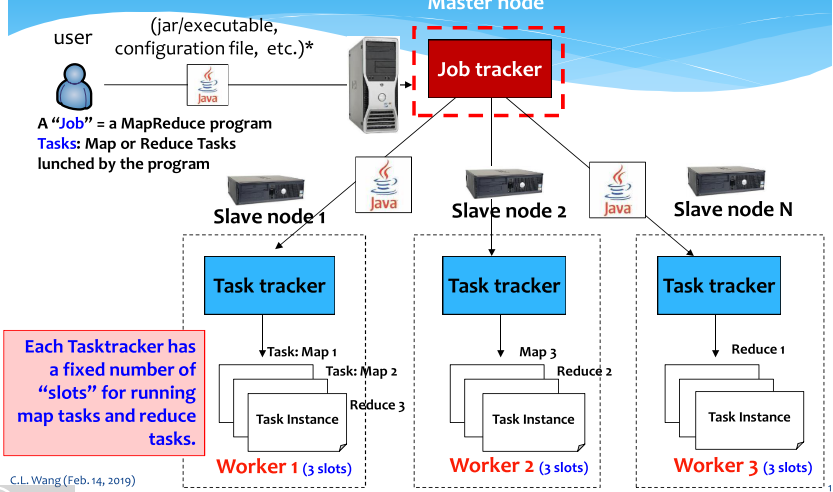 Master node
user
(jar/executable,
configuration file, etc.)*
Java
Job tracker
A “Job” = a MapReduce program
Tasks: Map or Reduce Tasks
lunched by the program
Java
Java
Slave node 1
Slave node 2
Slave node N
Task tracker
Task tracker
Task tracker
Each Tasktracker has
a fixed number of
“slots” for running
map tasks and reduce
tasks.
Task: Map 1
Task: Map 2
Reduce 3
Task Instance
Map 3
Reduce 2
Task Instance
Reduce 1
Task Instance
Worker 1 (3 slots)
Worker 2 (3 slots)
Worker 3 (3 slots)
C.L. Wang (Feb. 14, 2019)